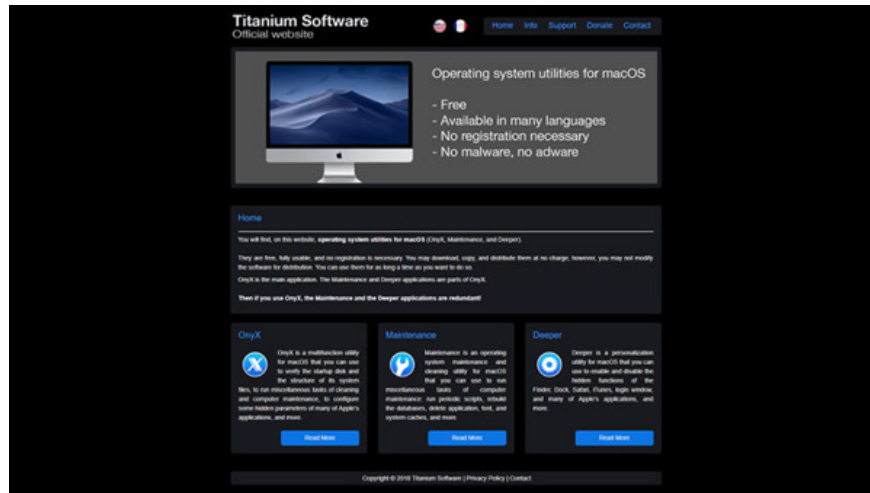 Titanium Software
Official website
Home Info Support Donate Contact
Operating system utilities for macOS
- Free
- Available in many languages
- No registration necessary
- No malware, no adware
Home
You will find, on this website, operating system utilities for macOS (OnyX, Maintenance, and Deeper).
They are free, fully usable, and no registration is necessary. You may download, copy, and distribute them at no charge; however, you may not modify
the software for distribution. You can use them for as long a time as you want to do so.
OnyX is the main application. The Maintenance and Deeper applications are parts of OnyX.
Then if you use OnyX, the Maintenance and the Deeper applications are redundant!
OnyX
OnyX is a multifunction utility
for macOS that you can use
to verify the startup disk and
the structure of its system
files, to run miscellaneous tasks of cleaning
and computer maintenance, to configure
some hidden parameters of many of Apple's
applications, and more.
Read More
Maintenance
Maintenance is an operating
system maintenance and
cleaning utility for macOS
that you can use to run
miscellaneous tasks of computer
maintenance: run periodic scripts, rebuild
the databases, delete application, font, and
system caches, and more.
Read More
Deeper
Deeper is a personalization
utility for macOS that you can
use to enable and disable the
hidden functions of the
Finder, Dock, Safari, iTunes, login window,
and many of Apple's applications, and
more.
Read More
Copyright © 2018 Titanium Software | Privacy Policy | Contact